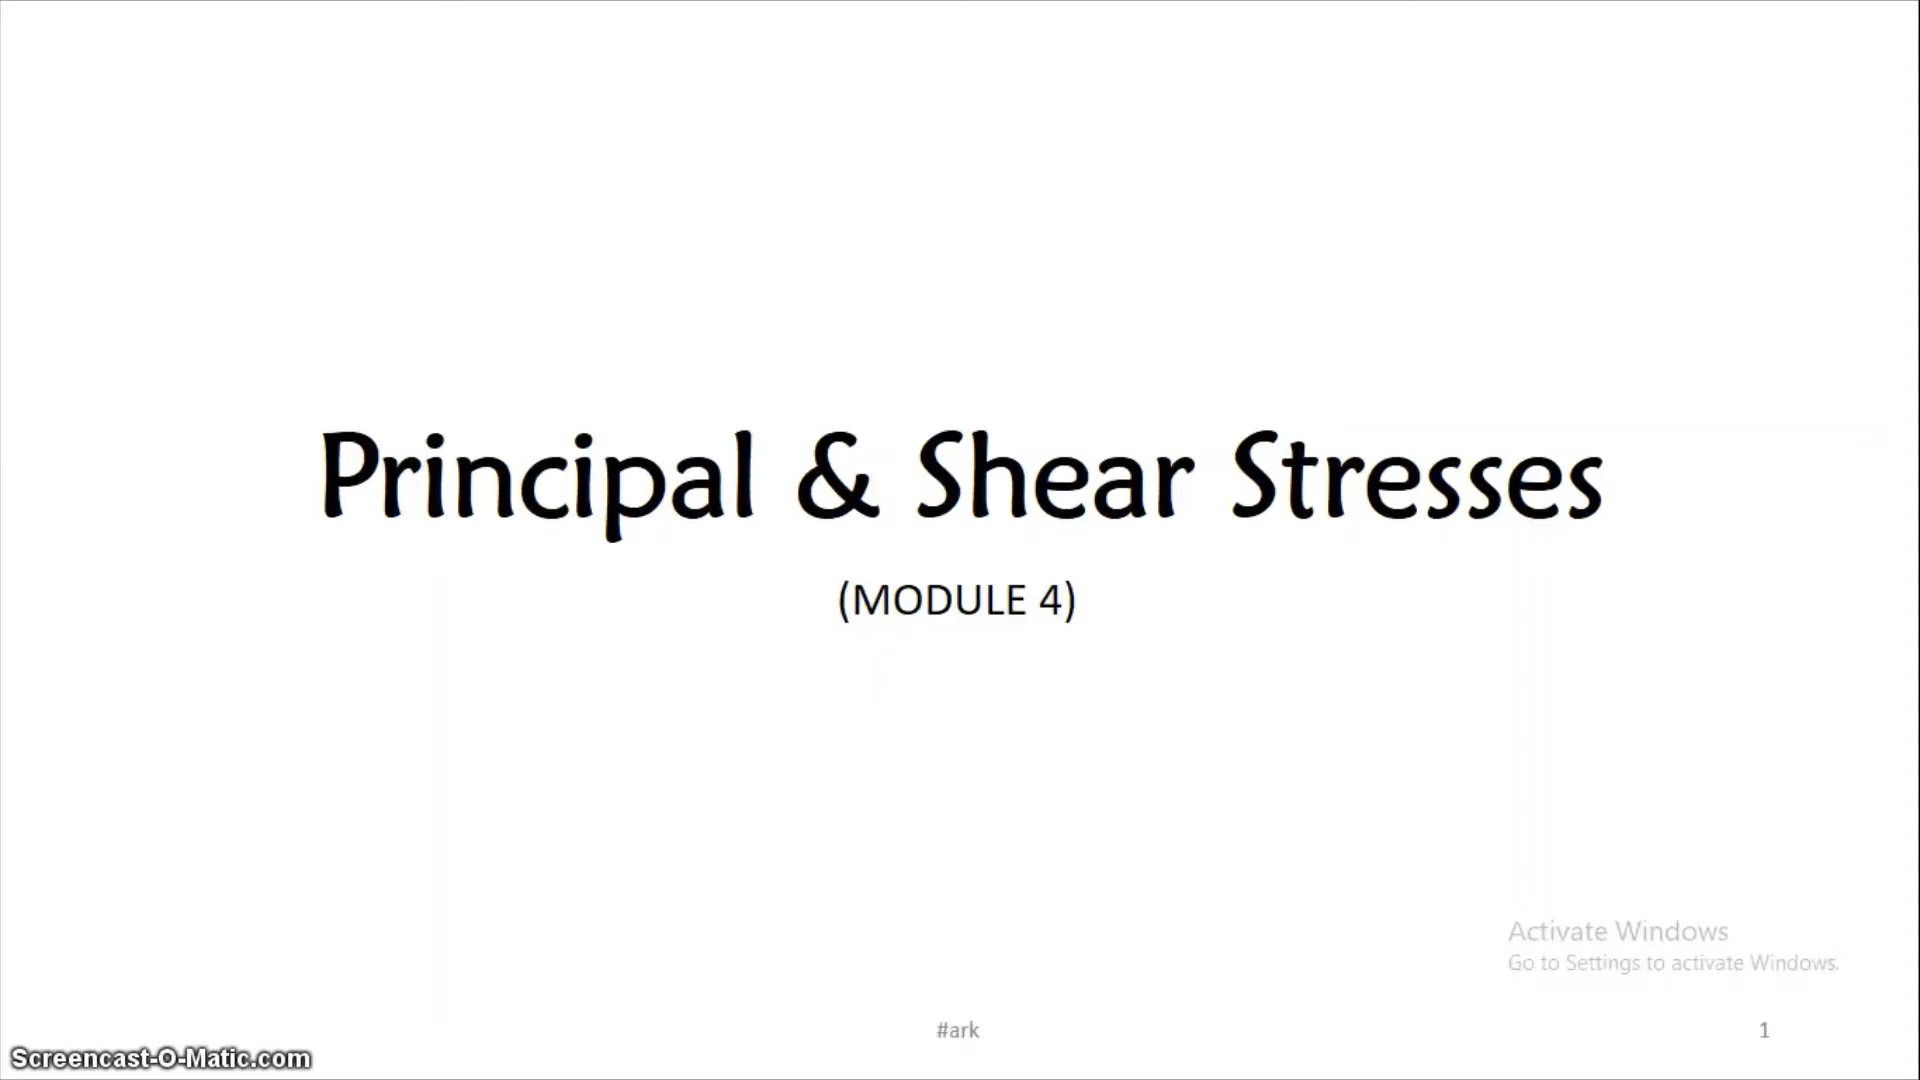 Principal & Shear Stresses
(MODULE 4)
Activate Windows
Go to Settings to activate Windows.
#ark
1
Screencast-O-Matic.com